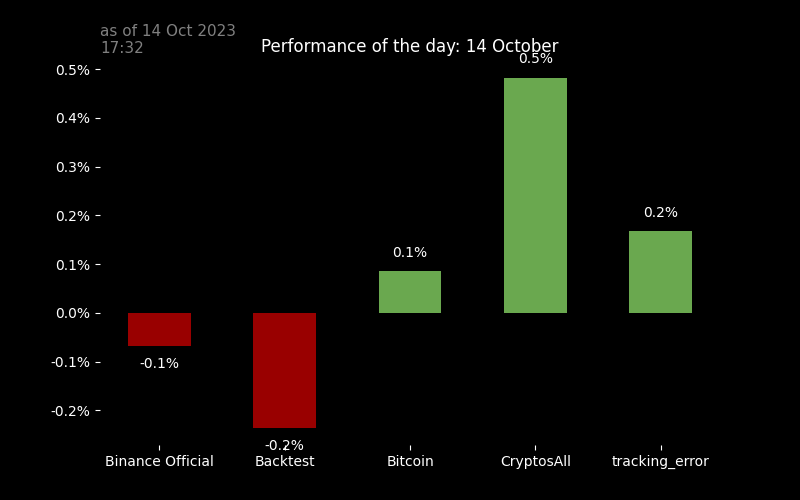 as of 14 Oct 2023
17:32
Performance of the day: 14 October
0.5%
0.5%
0.4%
0.3%
0.2%
0.2%
0.1%
0.1%
0.0%
-0.1%
-0.1%
-0.2%
-0.2%
Binance Official
Backtest
Bitcoin
CryptosAll
tracking_error